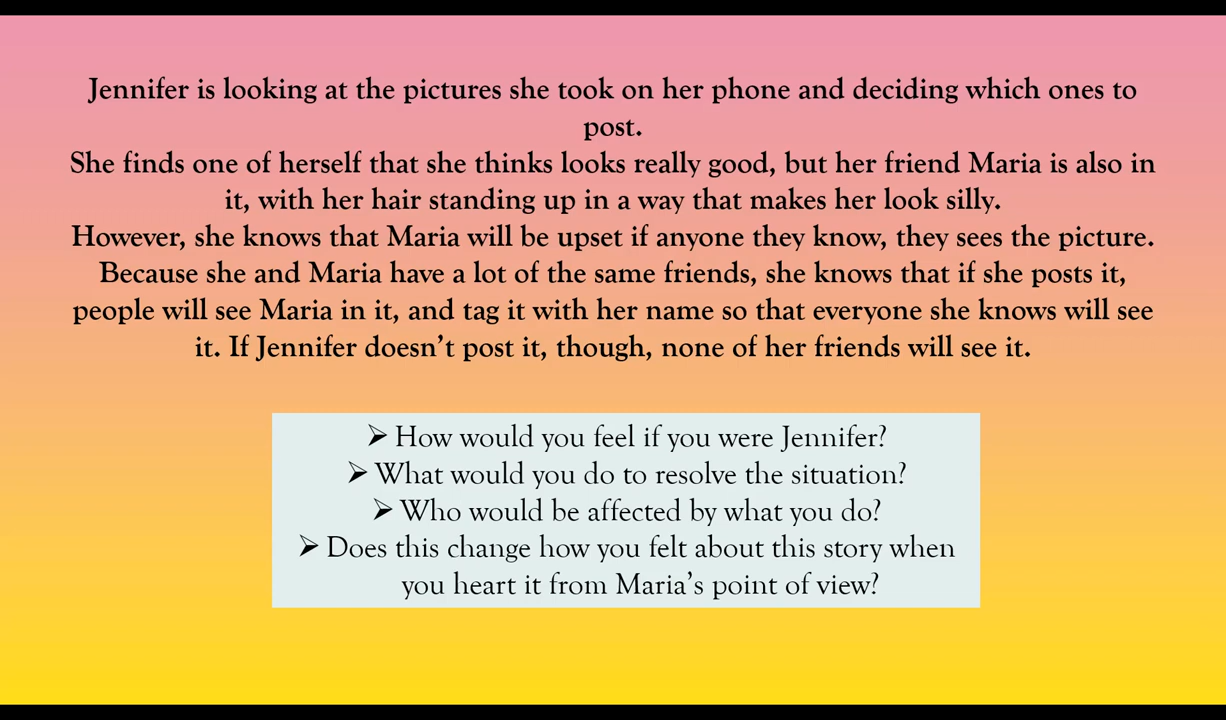 Jennifer is looking at the pictures she took on her phone and deciding which ones to
post.
She finds one of herself that she thinks looks really good, but her friend Maria is also in
it, with her hair standing up in a way that makes her look silly.
However, she knows that Maria will be upset if anyone they know, they sees the picture.
Because she and Maria have a lot of the same friends, she knows that if she posts it,
people will see Maria in it, and tag it with her name so that everyone she knows will see
it. If Jennifer doesn't post it, though, none of her friends will see it.
➢ How would you feel if you were Jennifer?
➢ What would you do to resolve the situation?
➢ Who would be affected by what you do?
➢ Does this change how you felt about this story when
you heart it from Maria's point of view?